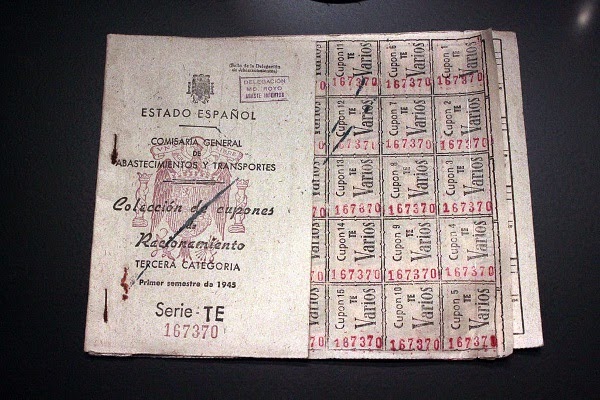 (Sello de la Delegación
de Abastecimientos)
DELEGACIÓN
ESTADO ESPAÑOL
COMISARÍA GENERAL
DE
ABASTECIMIENTOS Y TRANSPORTES
Colección de cupones
de
Racionamiento
TERCERA CATEGORIA
Primer semestre de 1945
Serie: TE
167370
Cupon 11 TE Varios 167370
Cupon 6 TE Varios 167370
Cupon 1 TE Varios 167370
Cupon 12 TE Varios 167370
Cupon 7 TE Varios 167370
Cupon 2 TE Varios 167370
Cupon 13 TE Varios 167370
Cupon 8 TE Varios 167370
Cupon 3 TE Varios 167370
Cupon 14 TE Varios 167370
Cupon 9 TE Varios 167370
Cupon 4 TE Varios 167370
Cupon 15 TE Varios 167370
Cupon 10 TE Varios 167370
Cupon 5 TE Varios 167370